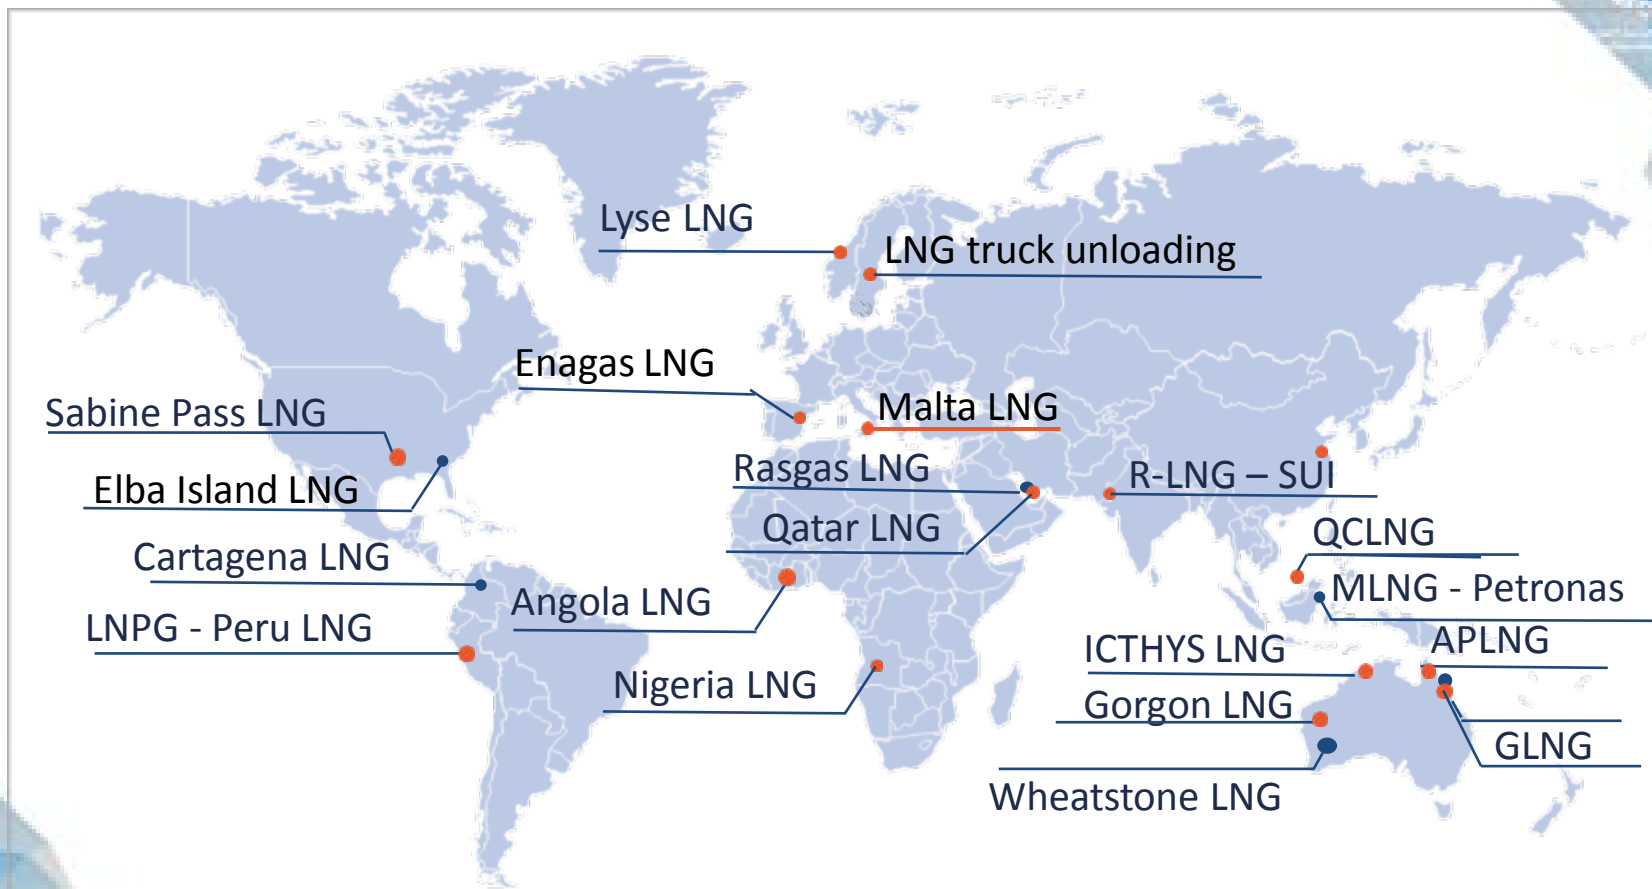 Lyse LNG
LNG truck unloading
Enagas LNG
Malta LNG
Sabine Pass LNG
Rasgas LNG
R-LNG – SUI
Elba Island LNG
Qatar LNG
QCLNG
Cartagena LNG
MLNG - Petronas
Angola LNG
LNPG - Peru LNG
APLNG
ICTHYS LNG
Nigeria LNG
Gorgon LNG
GLNG
Wheatstone LNG